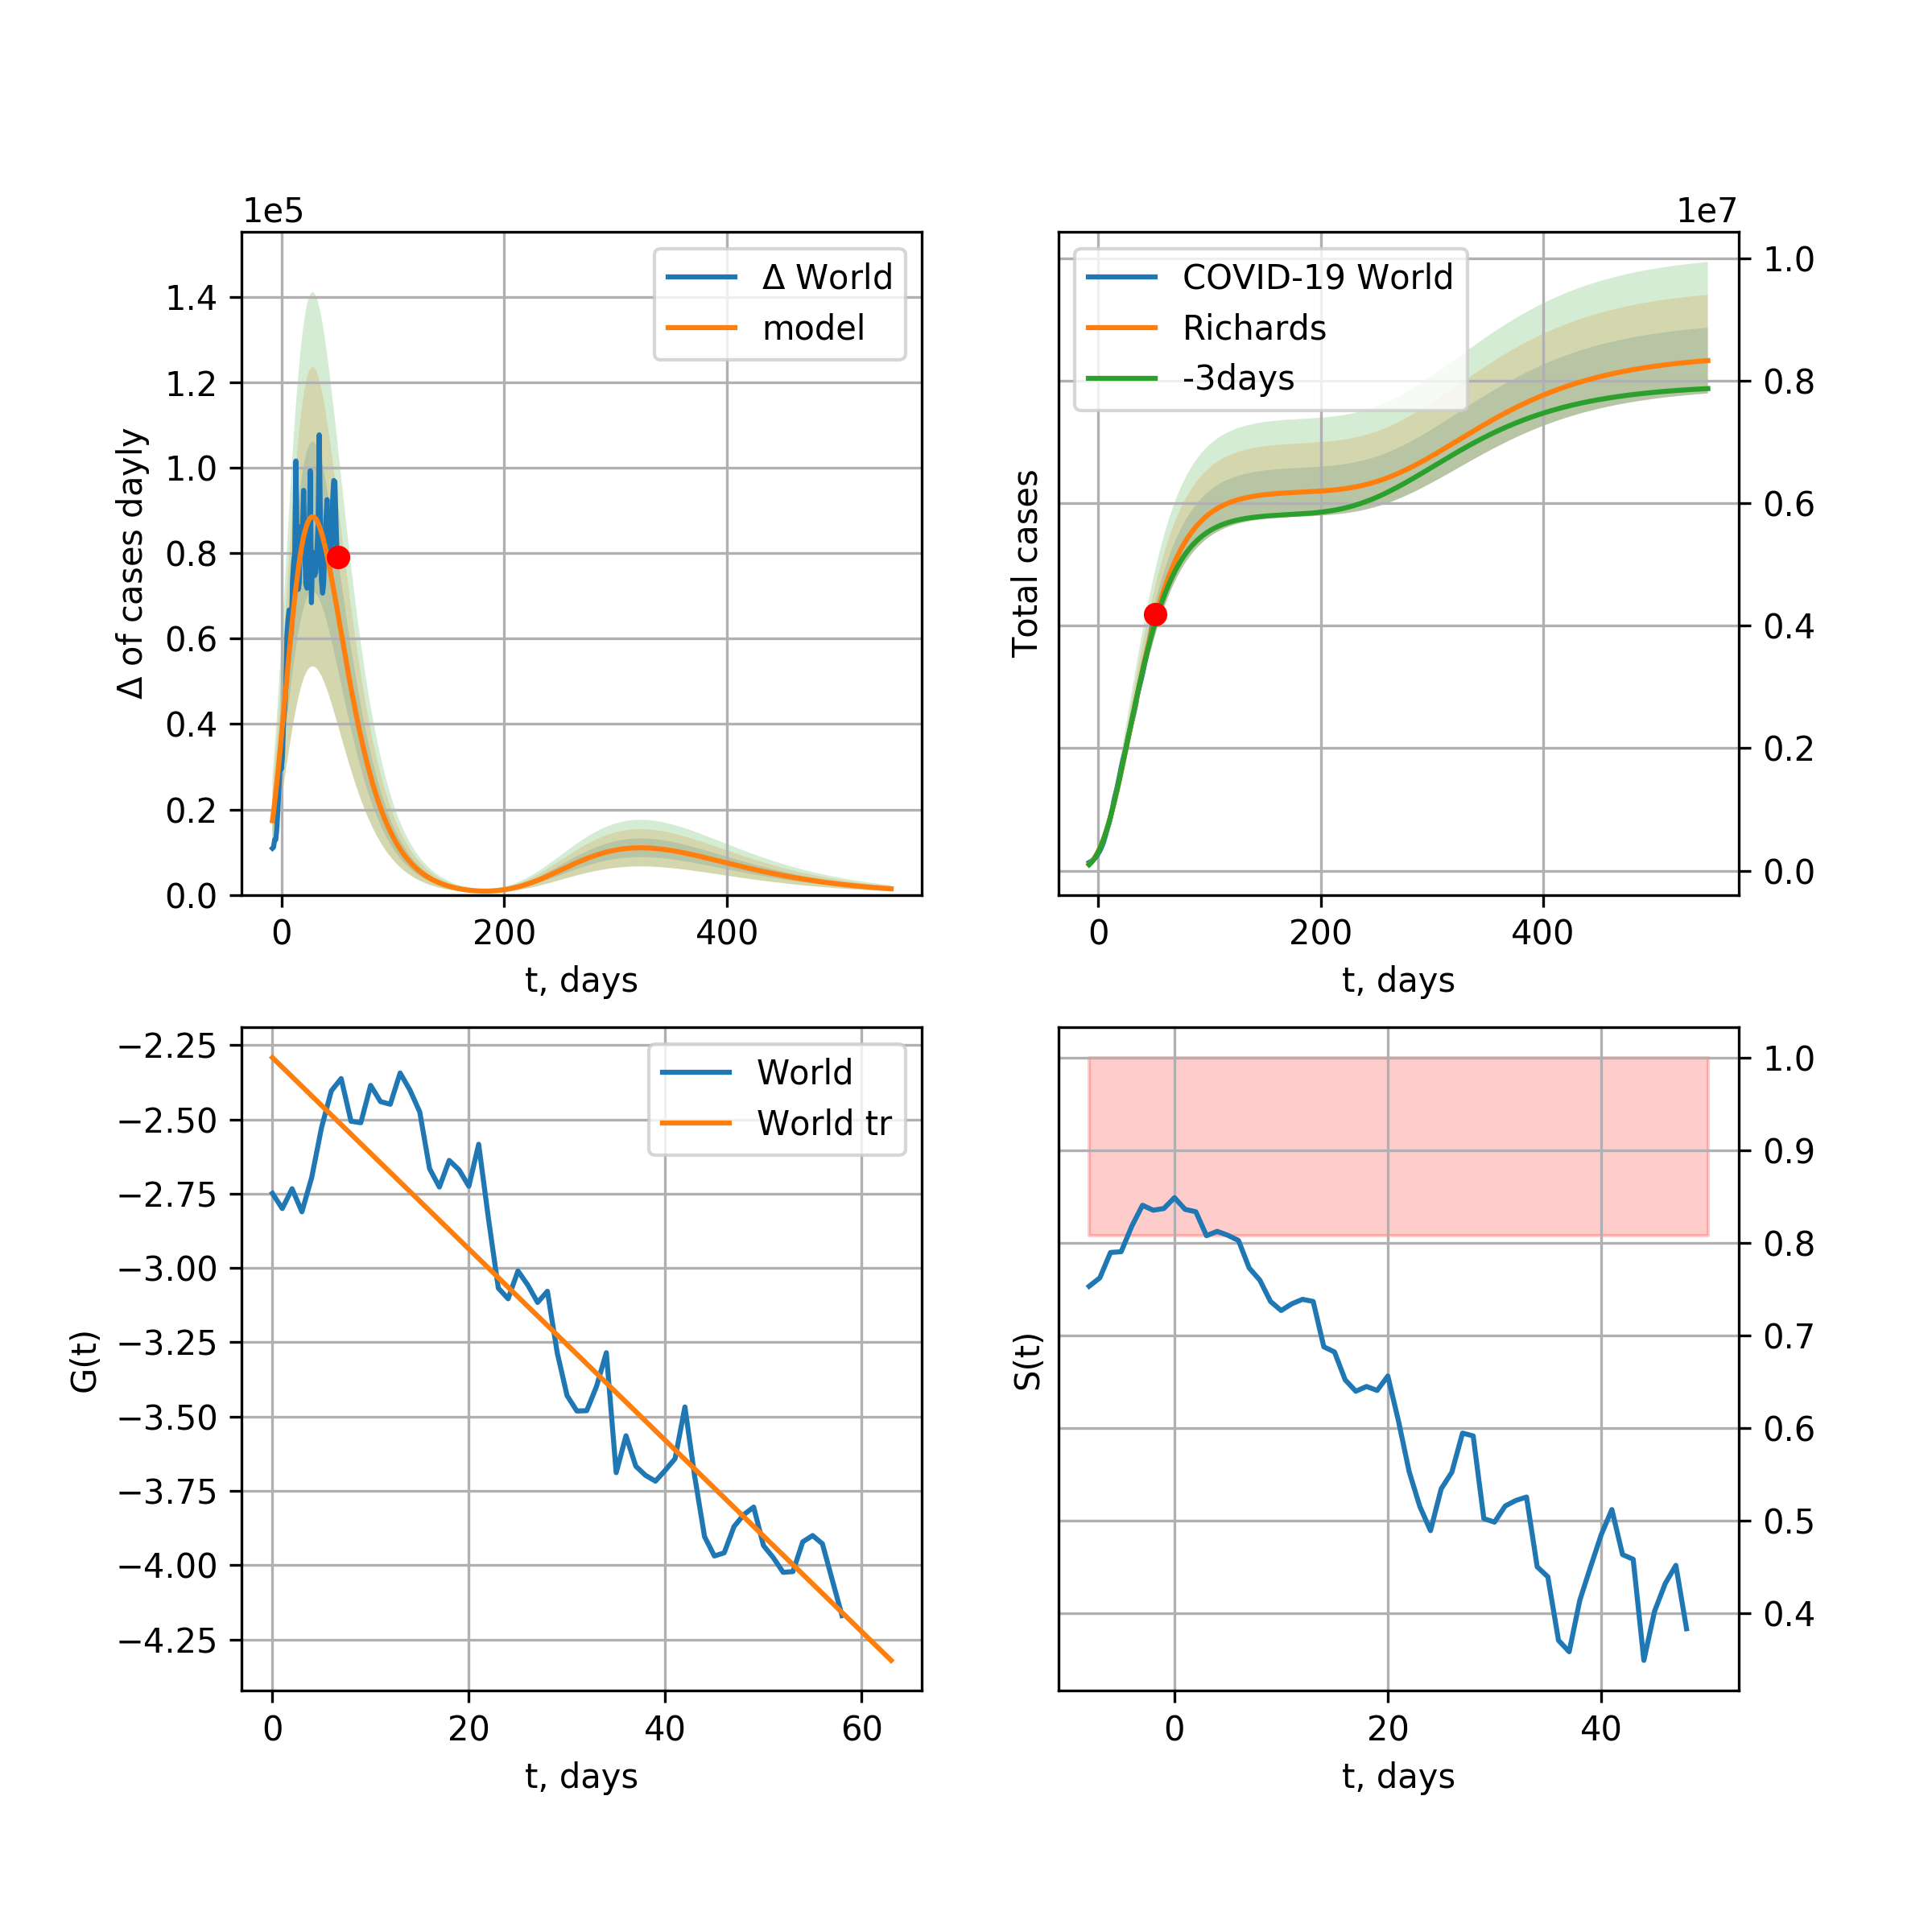 1e5
Δ World
model
1.4
1.2
1.0
0.8
0.6
0.4
0.2
0.0
Δ of cases dayly
0 200 400
t, days
1e7
COVID-19 World
Richards
-3days
1.0
0.8
0.6
0.4
0.2
0.0
Total cases
0 200 400
t, days
World
World tr
−2.25
−2.50
−2.75
−3.00
−3.25
−3.50
−3.75
−4.00
−4.25
G(t)
0 20 40 60
t, days
1.0
0.9
0.8
0.7
0.6
0.5
0.4
S(t)
0 20 40
t, days